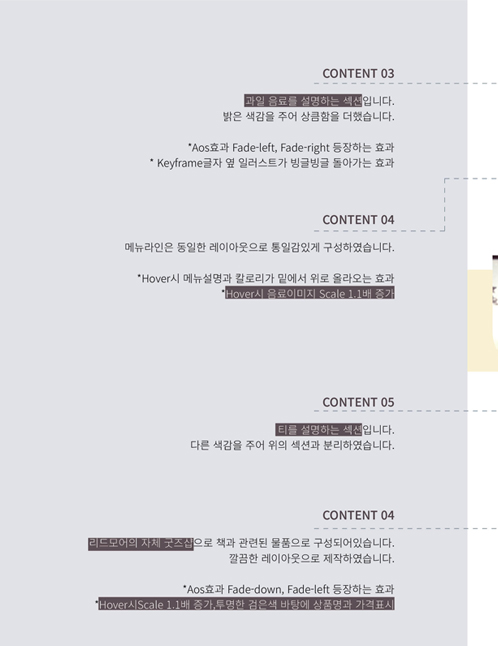 CONTENT 03
과일 음료를 설명하는 섹션입니다.
밝은 색감을 주어 상큼함을 더했습니다.
*Aos효과 Fade-left, Fade-right 등장하는 효과
* Keyframe글자 옆 일러스트가 빙글빙글 돌아가는 효과
CONTENT 04
메뉴라인은 동일한 레이아웃으로 통일감있게 구성하였습니다.
*Hover시 메뉴설명과 칼로리가 밑에서 위로 올라오는 효과
*Hover시 음료이미지 Scale 1.1배 증가
CONTENT 05
티를 설명하는 섹션입니다.
다른 색감을 주어 위의 섹션과 분리하였습니다.
CONTENT 04
리드모어의 자체 굿즈샵으로 책과 관련된 물품으로 구성되어있습니다.
깔끔한 레이아웃으로 제작하였습니다.
*Aos효과 Fade-down, Fade-left 등장하는 효과
*Hover시Scale 1.1배 증가,투명한 검은색 바탕에 상품명과 가격표시